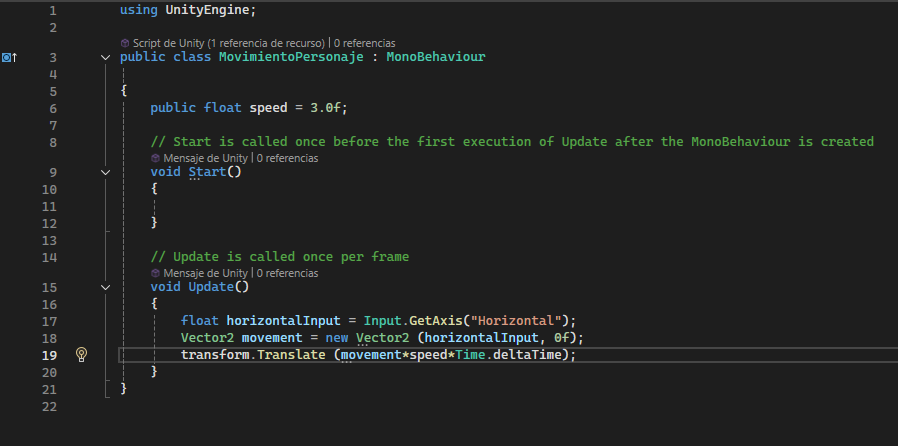 1 using UnityEngine;
2
Script de Unity (1 referencia de recurso) | 0 referencias
3 public class MovimientoPersonaje : MonoBehaviour
4
5 {
6 public float speed = 3.0f;
7
8 // Start is called once before the first execution of Update after the MonoBehaviour is created
Mensaje de Unity | 0 referencias
9 void Start()
10 {
11
12 }
13
14 // Update is called once per frame
Mensaje de Unity | 0 referencias
15 void Update()
16 {
17 float horizontalInput = Input.GetAxis("Horizontal");
18 Vector2 movement = new Vector2 (horizontalInput, 0f);
19 transform.Translate (movement*speed*Time.deltaTime);
20 }
21 }
22